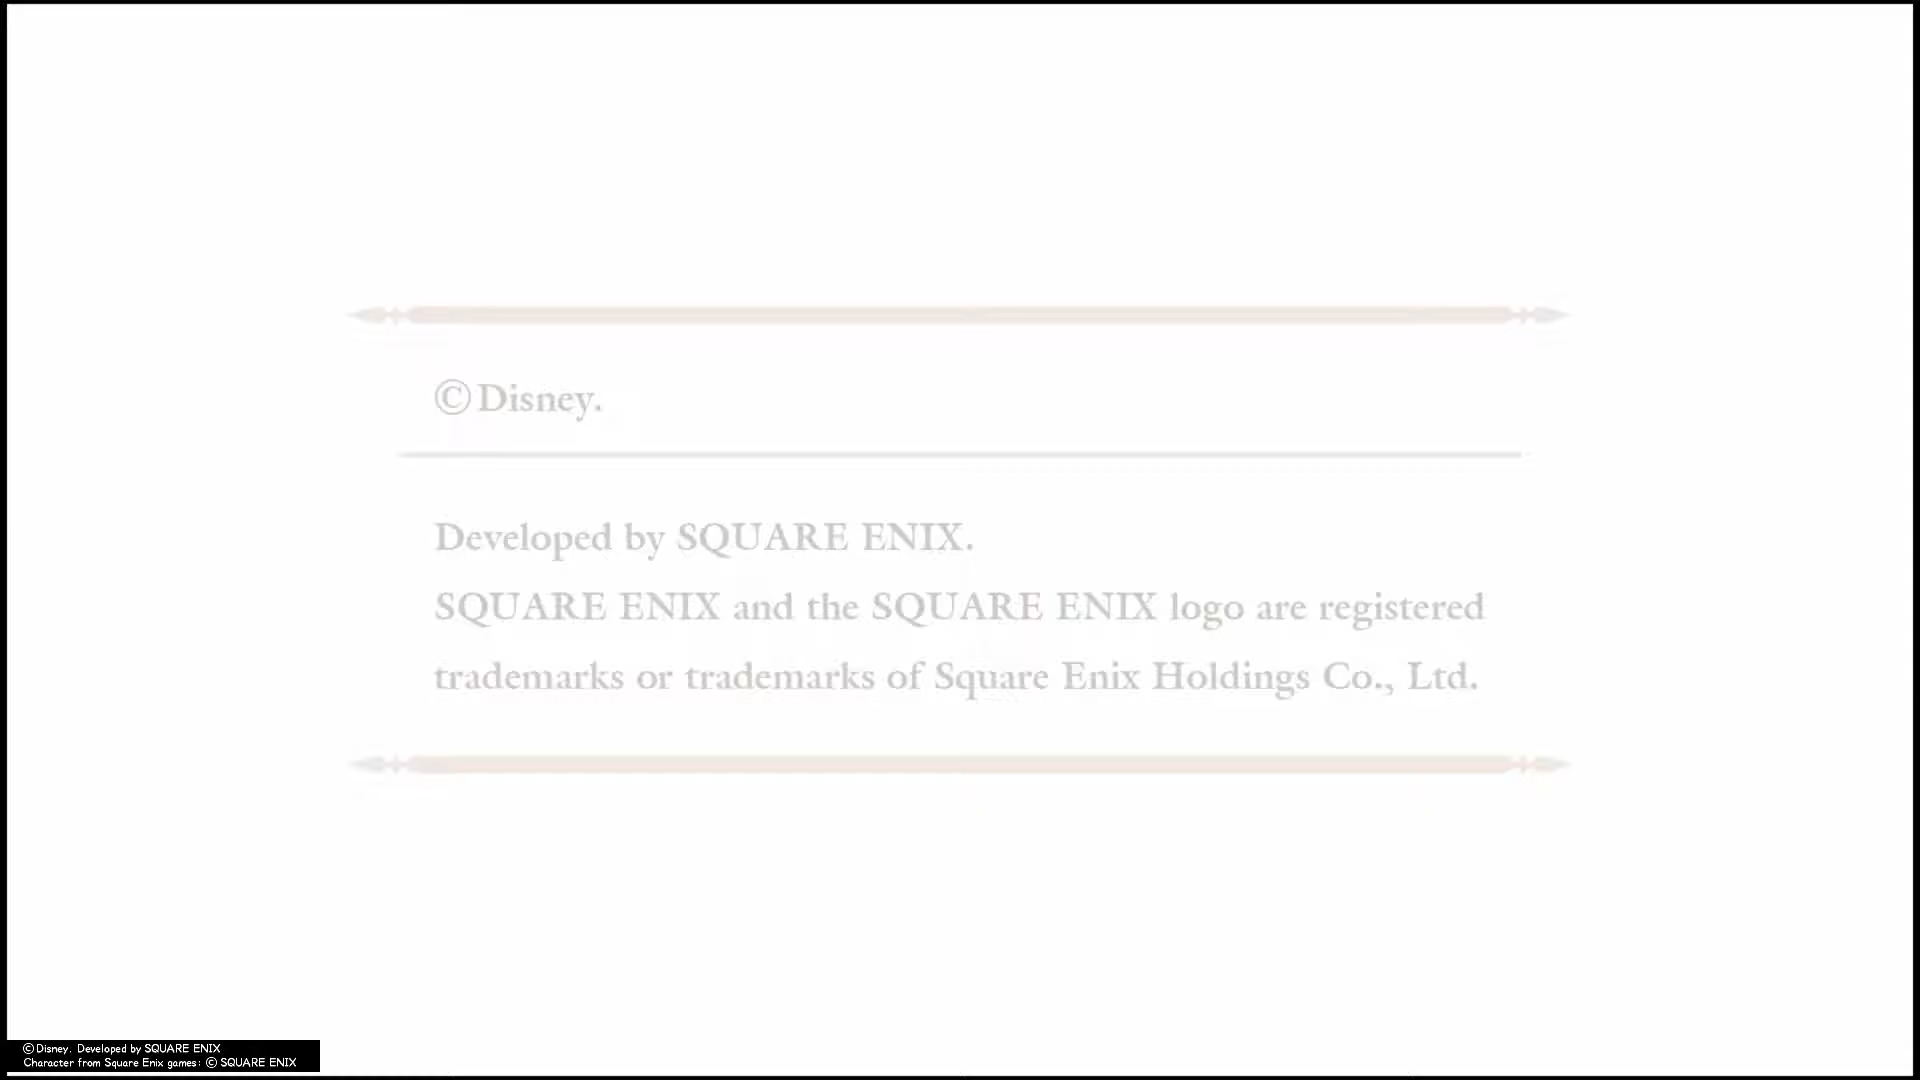 © Disney.
Developed by SQUARE ENIX.
SQUARE ENIX and the SQUARE ENIX logo are registered
trademarks or trademarks of Square Enix Holdings Co., Ltd.
© Disney. Developed by SQUARE ENIX
Character from Square Enix games: © SQUARE ENIX